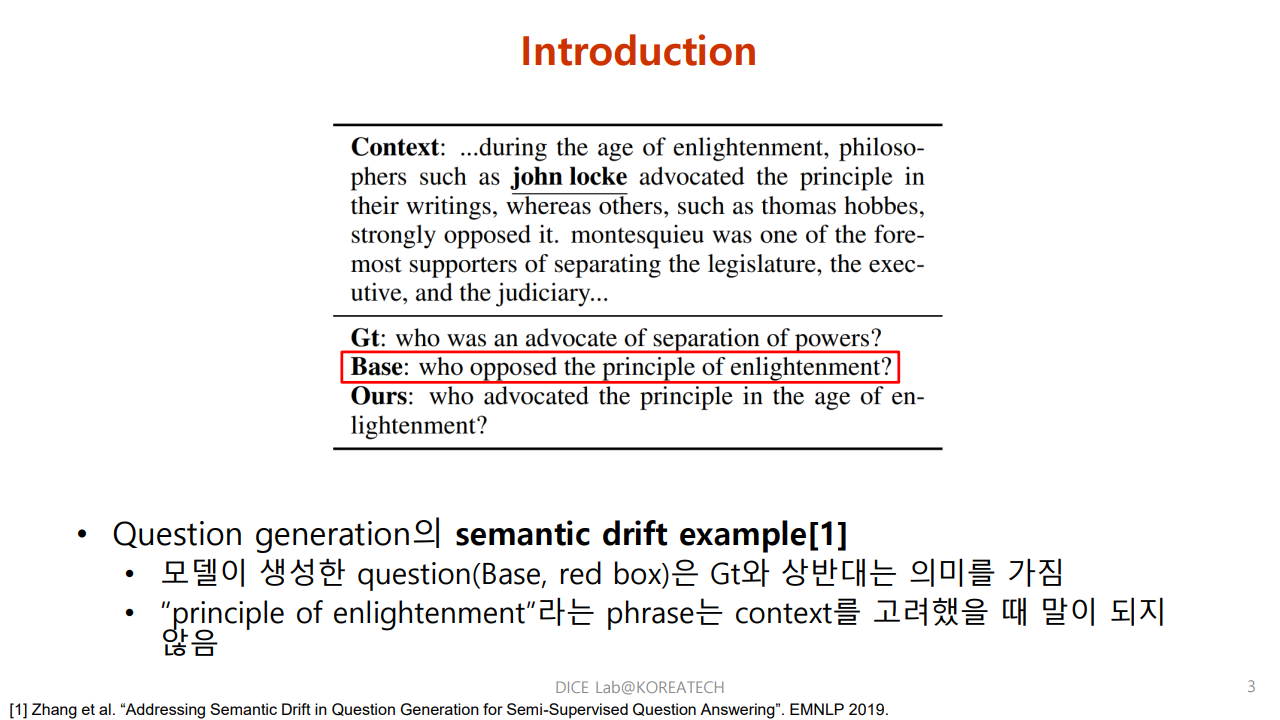 Introduction
Context: ...during the age of enlightenment, philoso-
phers such as john locke advocated the principle in
their writings, whereas others, such as thomas hobbes,
strongly opposed it. montesquieu was one of the fore-
most supporters of separating the legislature, the exec-
utive, and the judiciary...
Gt: who was an advocate of separation of powers?
Base: who opposed the principle of enlightenment?
Ours: who advocated the principle in the age of en-
lightenment?
• Question generation의 semantic drift example[1]
• 모델이 생성한 question(Base, red box)은 Gt와 상반대는 의미를 가짐
• “principle of enlightenment”라는 phrase는 context를 고려했을 때 말이 되지
않음
DICE Lab@KOREATECH
3
[1] Zhang et al. “Addressing Semantic Drift in Question Generation for Semi-Supervised Question Answering”. EMNLP 2019.